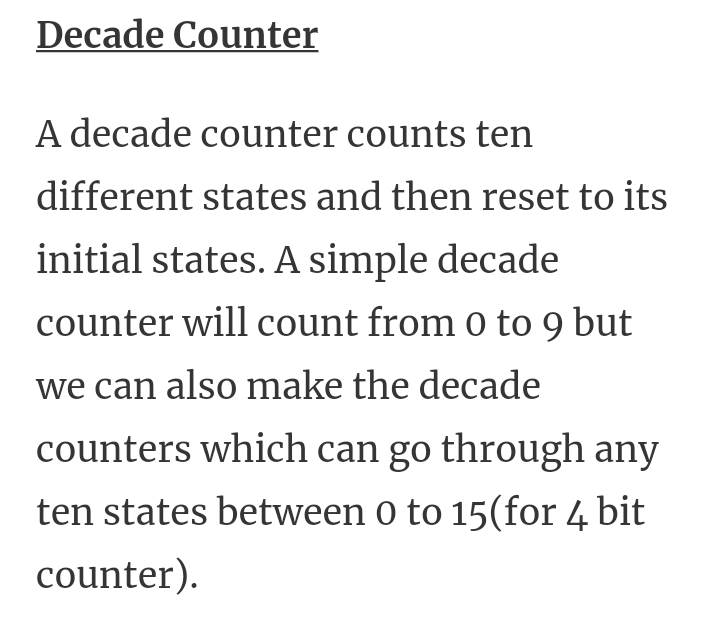 Decade Counter
A decade counter counts ten
different states and then reset to its
initial states. A simple decade
counter will count from 0 to 9 but
we can also make the decade
counters which can go through any
ten states between 0 to 15(for 4 bit
counter).